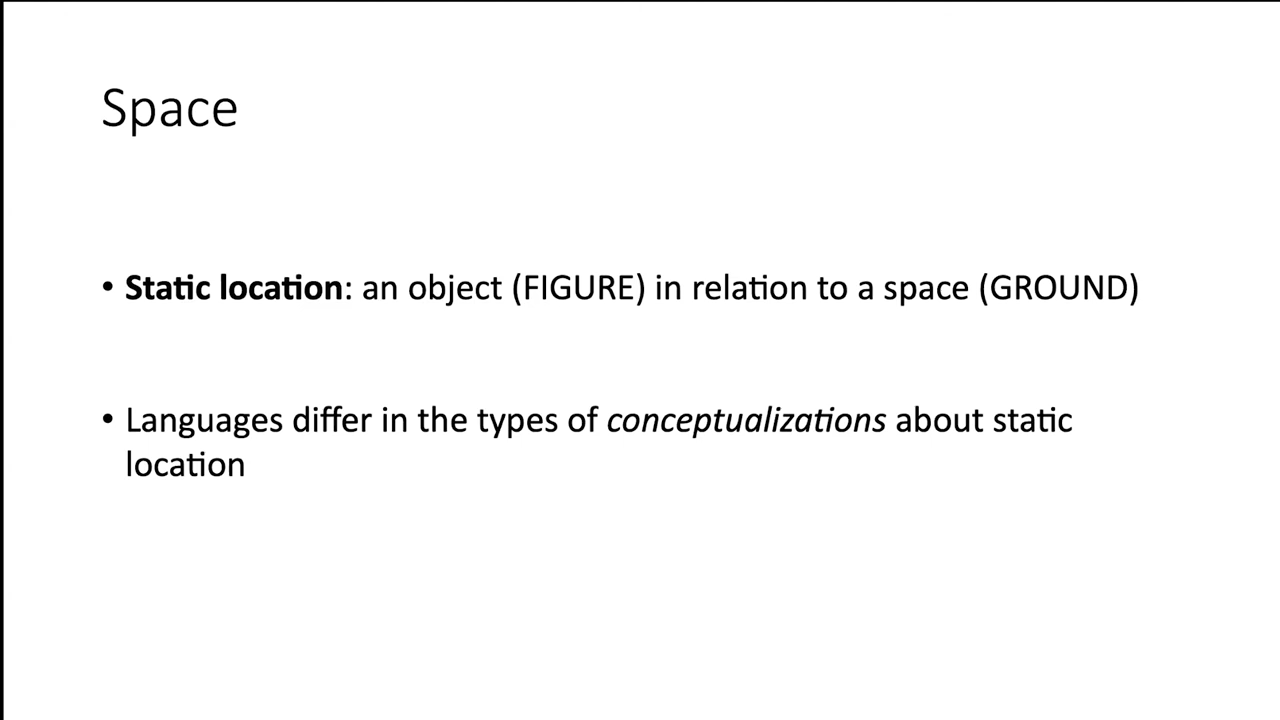 Space
• Static location: an object (FIGURE) in relation to a space (GROUND)
• Languages differ in the types of conceptualizations about static
location